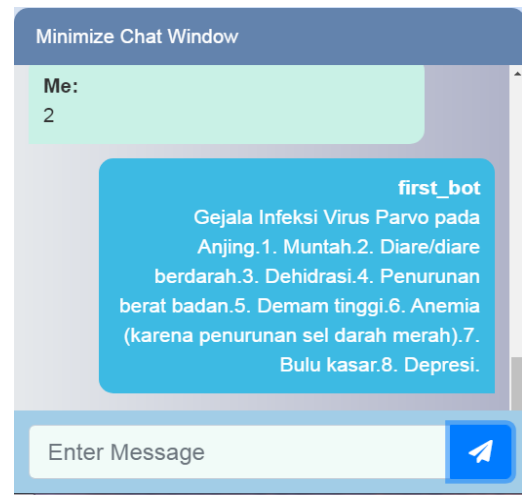 Minimize Chat Window
Me:
2
first_bot
Gejala Infeksi Virus Parvo pada
Anjing.1. Muntah.2. Diare/diare
berdarah.3. Dehidrasi.4. Penurunan
berat badan.5. Demam tinggi.6. Anemia
(karena penurunan sel darah merah).7.
Bulu kasar.8. Depresi.
Enter Message